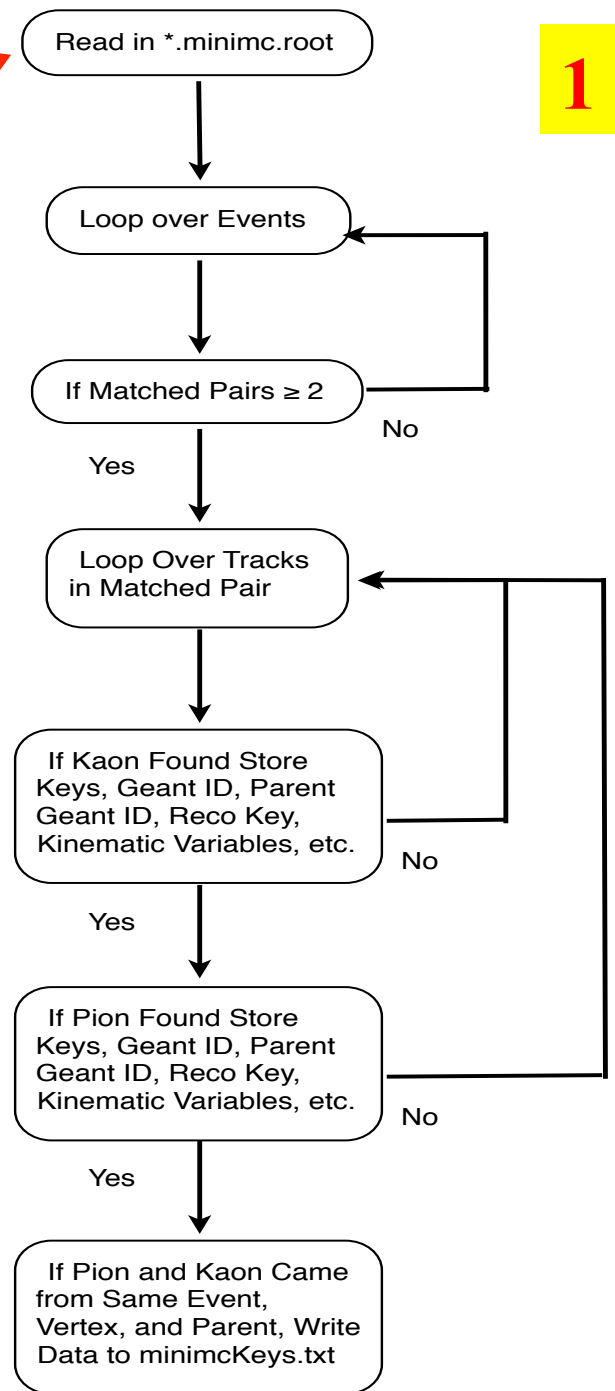 Read in *.minimc.root
1
Loop over Events
If Matched Pairs ≥ 2
No
Yes
Loop Over Tracks
in Matched Pair
If Kaon Found Store
Keys, Geant ID, Parent
Geant ID, Reco Key,
Kinematic Variables, etc.
No
Yes
If Pion Found Store
Keys, Geant ID, Parent
Geant ID, Reco Key,
Kinematic Variables, etc.
No
Yes
If Pion and Kaon Came
from Same Event,
Vertex, and Parent, Write
Data to minimcKeys.txt